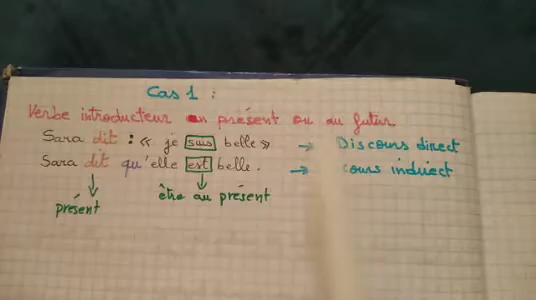 Cas 1 :
Verbe introducteur en présent ou au futur
Sara dit : « je suis belle » → Discours direct
Sara dit qu'elle est belle. → cours indirect
présent
être au présent